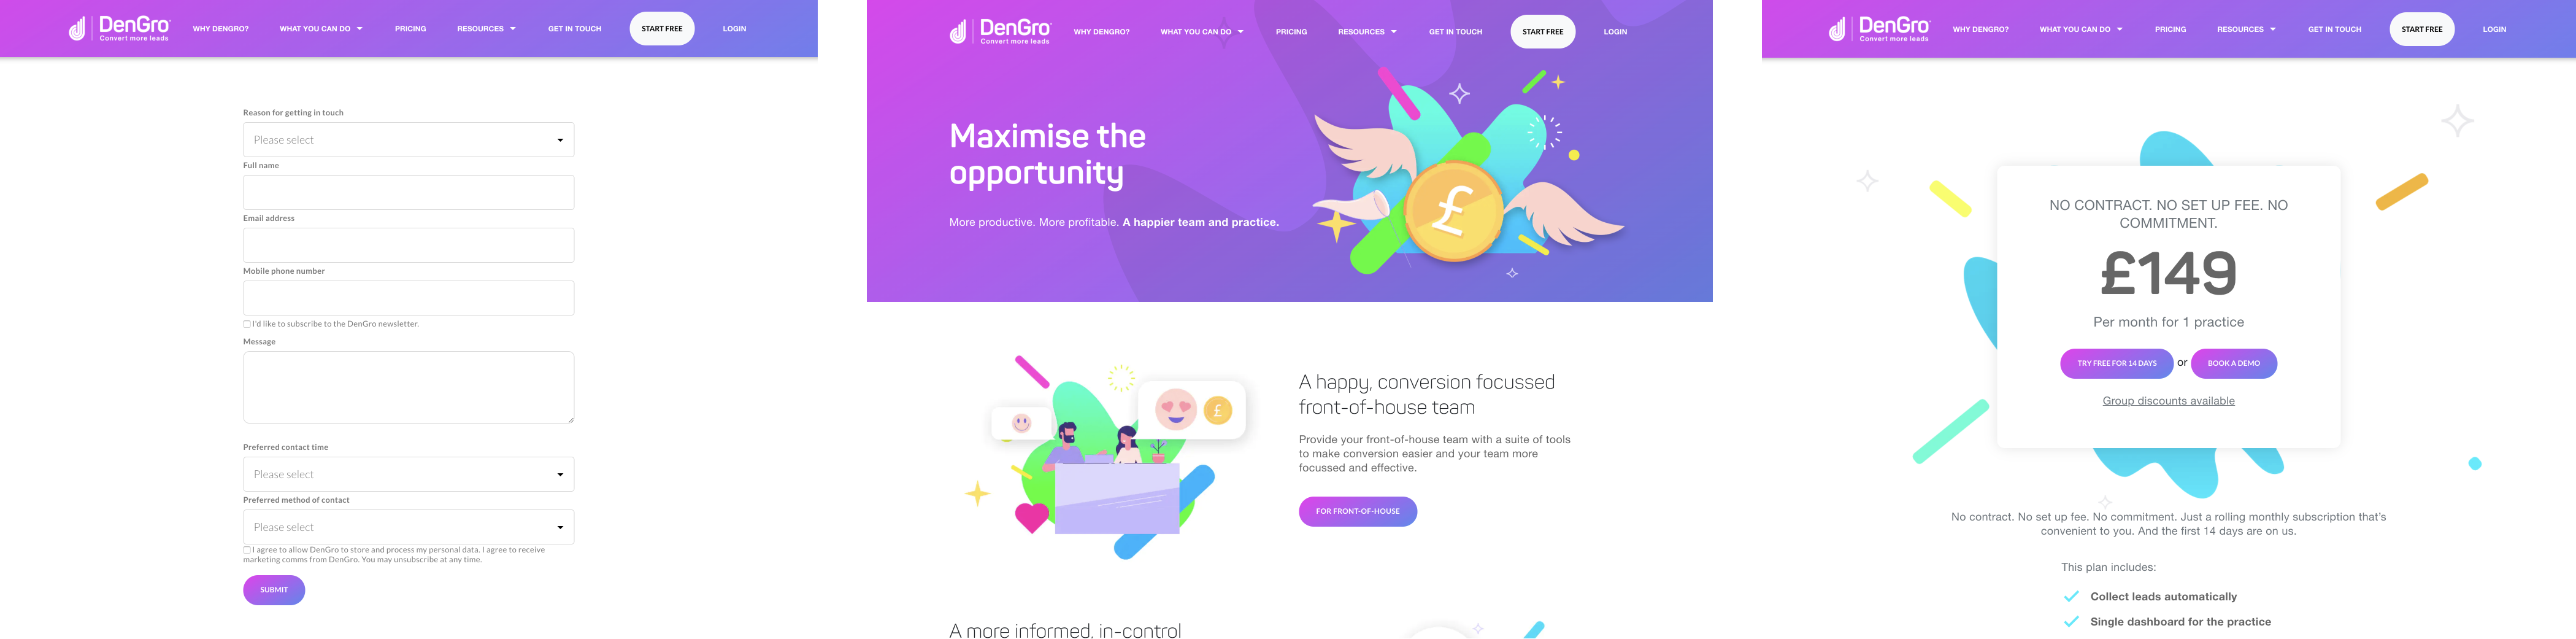 DenGro
Convert more leads
WHY DENGRO?
WHAT YOU CAN DO
PRICING
RESOURCES
GET IN TOUCH
START FREE
LOGIN
Reason for getting in touch
Please select
Full name
Email address
Mobile phone number
I'd like to subscribe to the DenGro newsletter.
Message
Preferred contact time
Please select
Preferred method of contact
Please select
I agree to allow DenGro to store and process my personal data. I agree to receive
marketing comms from DenGro. You may unsubscribe at any time.
SUBMIT
DenGro
Convert more leads
WHY DENGRO?
WHAT YOU CAN DO
PRICING
RESOURCES
GET IN TOUCH
START FREE
LOGIN
Maximise the
opportunity
More productive. More profitable. A happier team and practice.
£
£
A happy, conversion focussed
front-of-house team
Provide your front-of-house team with a suite of tools
to make conversion easier and your team more
focussed and effective.
FOR FRONT-OF-HOUSE
A more informed, in-control
DenGro
Convert more leads
WHY DENGRO?
WHAT YOU CAN DO
PRICING
RESOURCES
GET IN TOUCH
START FREE
LOGIN
NO CONTRACT. NO SET UP FEE. NO
COMMITMENT.
£149
Per month for 1 practice
TRY FREE FOR 14 DAYS or BOOK A DEMO
Group discounts available
No contract. No set up fee. No commitment. Just a rolling monthly subscription that's
convenient to you. And the first 14 days are on us.
This plan includes:
Collect leads automatically
Single dashboard for the practice